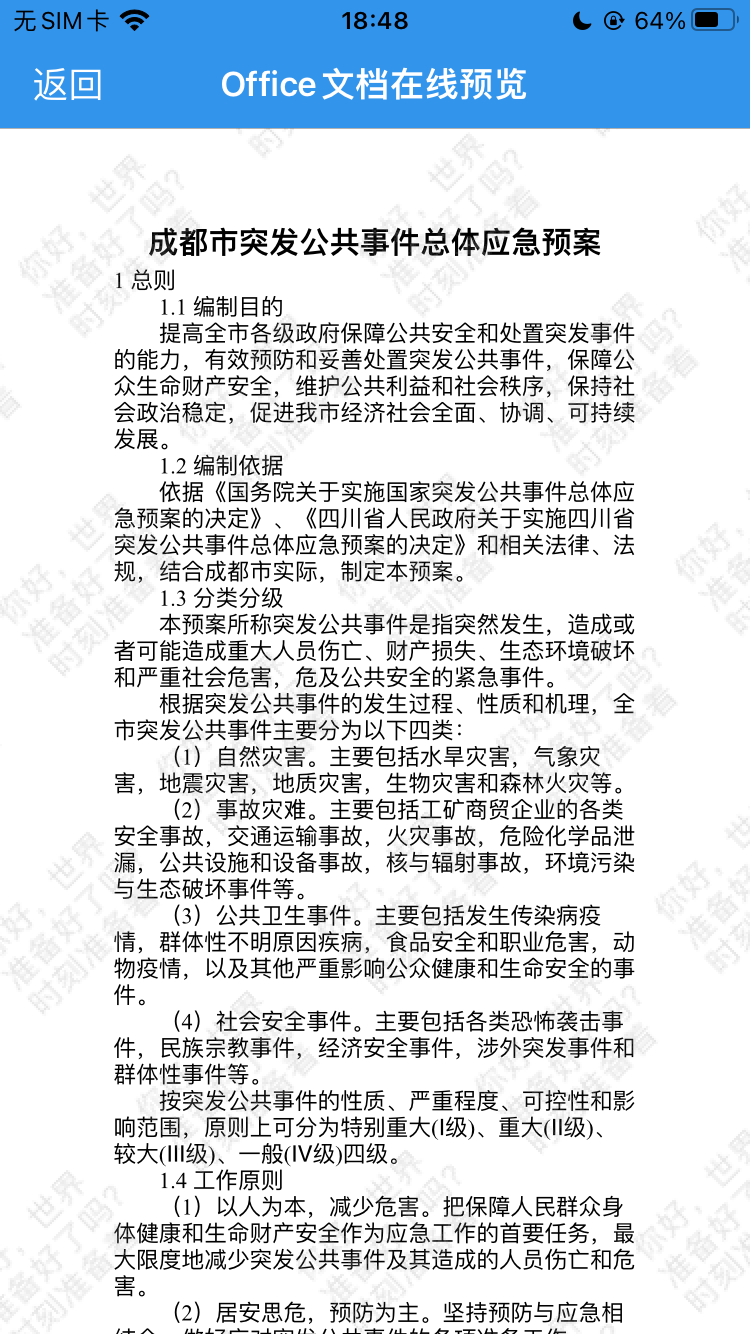 无SIM卡 18:48 64%
返回 Office文档在线预览
成都市突发公共事件总体应急预案
1 总则
1.1 编制目的
提高全市各级政府保障公共安全和处置突发事件
的能力，有效预防和妥善处置突发公共事件，保障公
众生命财产安全，维护公共利益和社会秩序，保持社
会政治稳定，促进我市经济社会全面、协调、可持续
发展。
1.2 编制依据
依据《国务院关于实施国家突发公共事件总体应
急预案的决定》、《四川省人民政府关于实施四川省
突发公共事件总体应急预案的决定》和相关法律、法
规，结合成都市实际，制定本预案。
1.3 分类分级
本预案所称突发公共事件是指突然发生，造成或
者可能造成重大人员伤亡、财产损失、生态环境破坏
和严重社会危害，危及公共安全的紧急事件。
根据突发公共事件的发生过程、性质和机理，全
市突发公共事件主要分为以下四类：
（1）自然灾害。主要包括水旱灾害，气象灾
害，地震灾害，地质灾害，生物灾害和森林火灾等。
（2）事故灾难。主要包括工矿商贸企业的各类
安全事故，交通运输事故，火灾事故，危险化学品泄
漏，公共设施和设备事故，核与辐射事故，环境污染
与生态破坏事件等。
（3）公共卫生事件。主要包括发生传染病疫
情，群体性不明原因疾病，食品安全和职业危害，动
物疫情，以及其他严重影响公众健康和生命安全的事
件。
（4）社会安全事件。主要包括各类恐怖袭击事
件，民族宗教事件，经济安全事件，涉外突发事件和
群体性事件等。
按突发公共事件的性质、严重程度、可控性和影
响范围，原则上可分为特别重大(Ⅰ级)、重大(Ⅱ级)、
较大(Ⅲ级)、一般(Ⅳ级)四级。
1.4 工作原则
（1）以人为本，减少危害。把保障人民群众身
体健康和生命财产安全作为应急工作的首要任务，最
大限度地减少突发公共事件及其造成的人员伤亡和危
害。
（2）居安思危，预防为主。坚持预防与应急相
你好，世界
准备好了吗？
时刻准备着